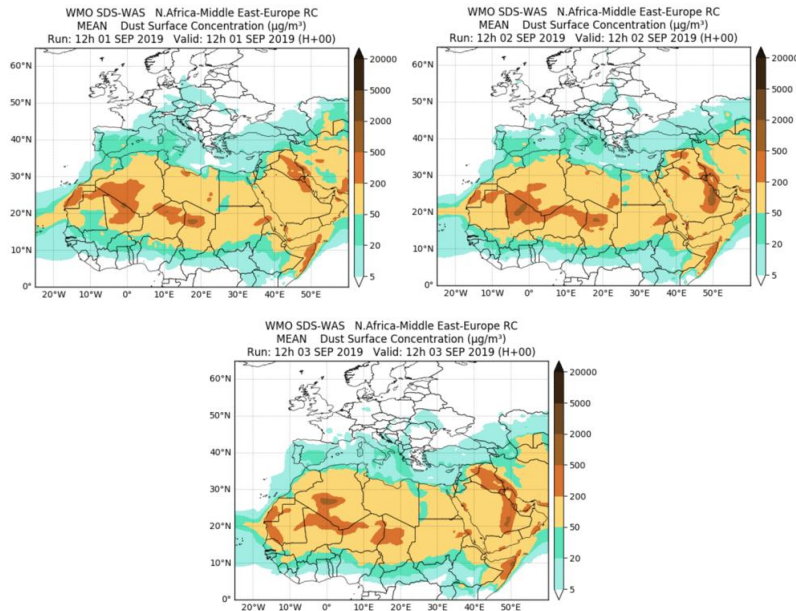 WMO SDS-WAS N.Africa-Middle East-Europe RC
MEAN Dust Surface Concentration (µg/m³)
Run: 12h 01 SEP 2019 Valid: 12h 01 SEP 2019 (H+00)
60°N
50°N
40°N
30°N
20°N
10°N
0°
20°W 10°W 0° 10°E 20°E 30°E 40°E 50°E
20000
5000
2000
500
200
50
20
5
WMO SDS-WAS N.Africa-Middle East-Europe RC
MEAN Dust Surface Concentration (µg/m³)
Run: 12h 02 SEP 2019 Valid: 12h 02 SEP 2019 (H+00)
60°N
50°N
40°N
30°N
20°N
10°N
0°
20°W 10°W 0° 10°E 20°E 30°E 40°E 50°E
20000
5000
2000
500
200
50
20
5
WMO SDS-WAS N.Africa-Middle East-Europe RC
MEAN Dust Surface Concentration (µg/m³)
Run: 12h 03 SEP 2019 Valid: 12h 03 SEP 2019 (H+00)
60°N
50°N
40°N
30°N
20°N
10°N
0°
20°W 10°W 0° 10°E 20°E 30°E 40°E 50°E
20000
5000
2000
500
200
50
20
5